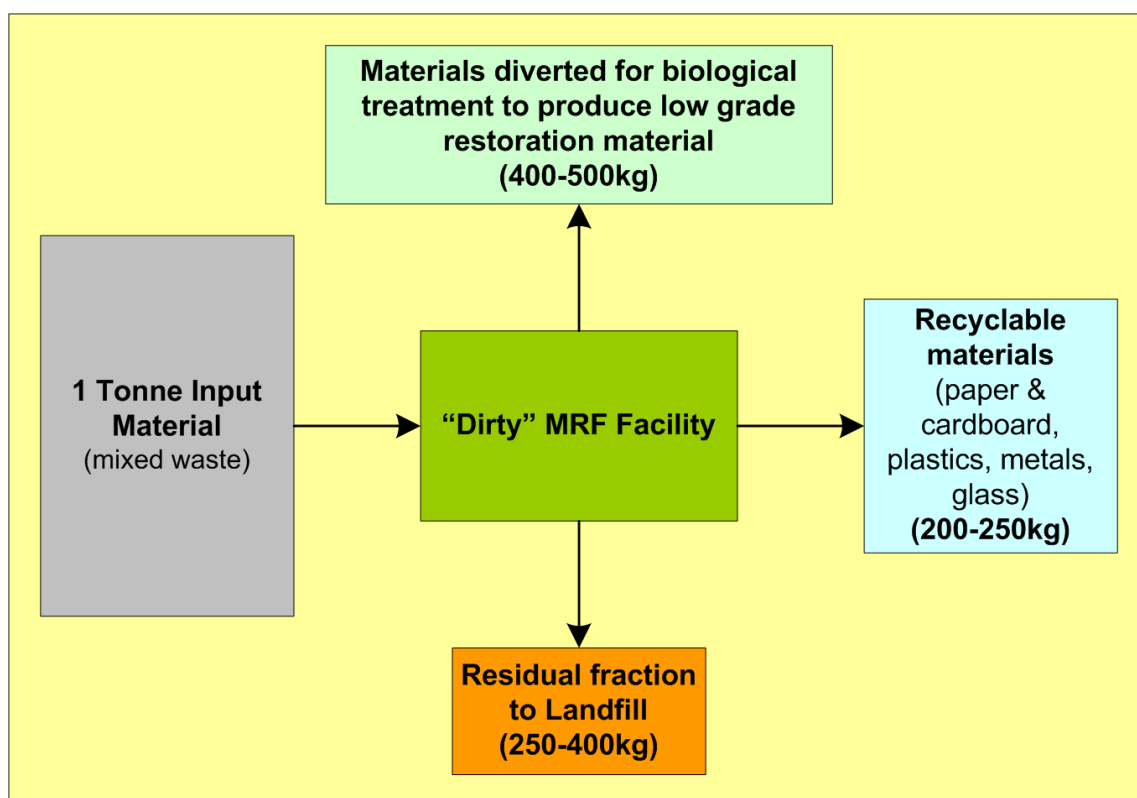 Materials diverted for biological
treatment to produce low grade
restoration material
(400-500kg)
1 Tonne Input
Material
(mixed waste)
“Dirty” MRF Facility
Recyclable
materials
(paper &
cardboard,
plastics, metals,
glass)
(200-250kg)
Residual fraction
to Landfill
(250-400kg)